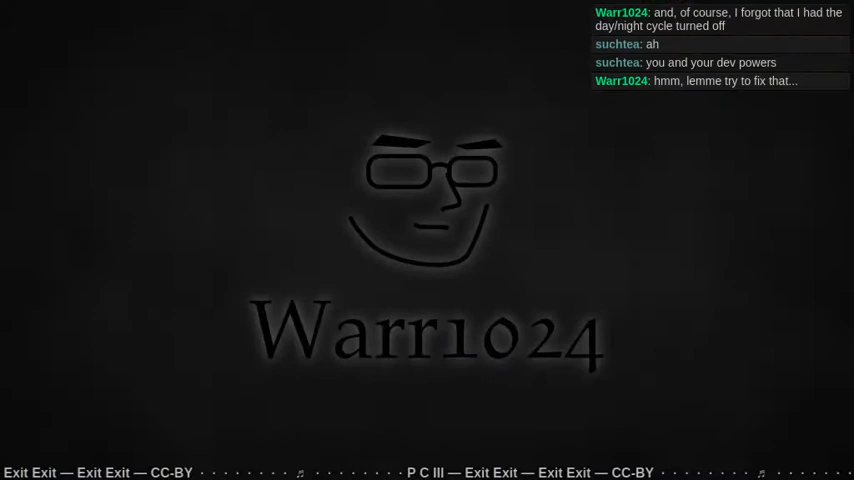 Warr1024: and, of course, I forgot that I had the
day/night cycle turned off
suchtea: ah
suchtea: you and your dev powers
Warr1024: hmm, lemme try to fix that...
Warr1024
Exit Exit — Exit Exit — CC-BY · · · · · · · · ♬ · · · · · · · · P C III — Exit Exit — Exit Exit — CC-BY · · · · · · · · ♬ · · · · · · · ·